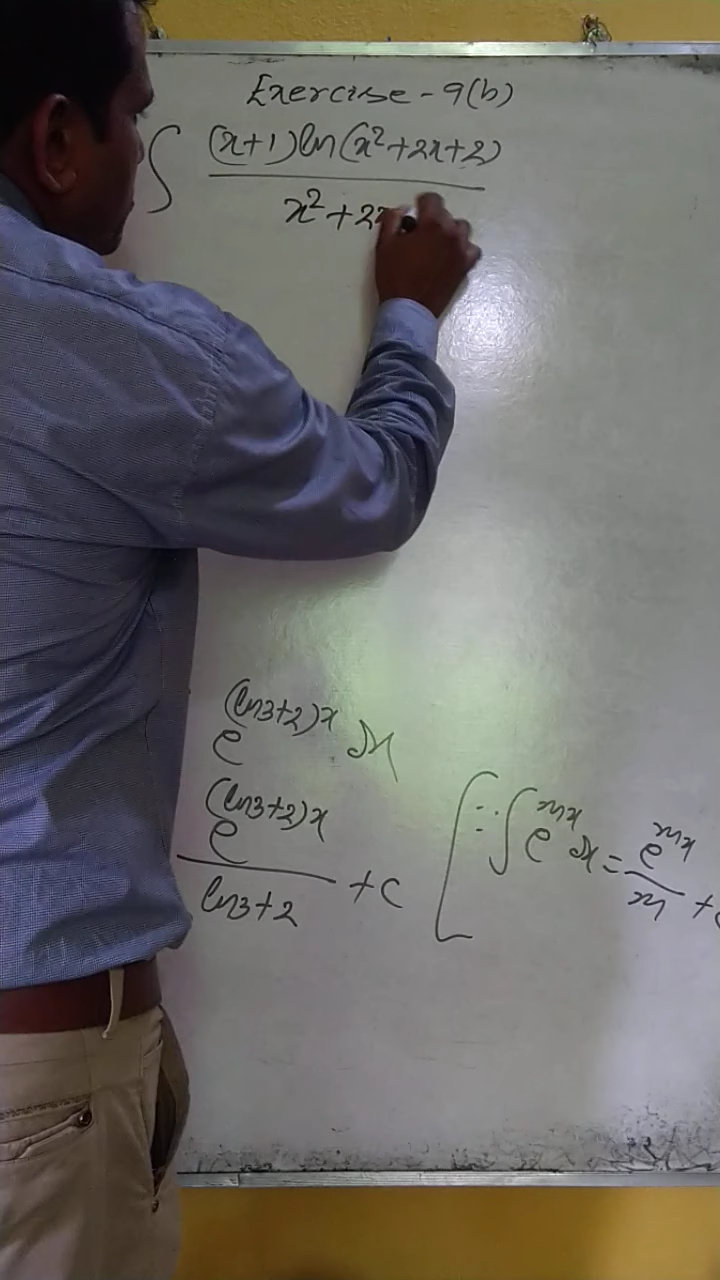 Exercise - 9(b)
∫ (x+1)ln(x²+2x+2)
x²+2x
e^(ln3+2)x dx
e^(ln3+2)x / ln3+2 + c [∵ ∫e^mx dx = e^mx / m + c